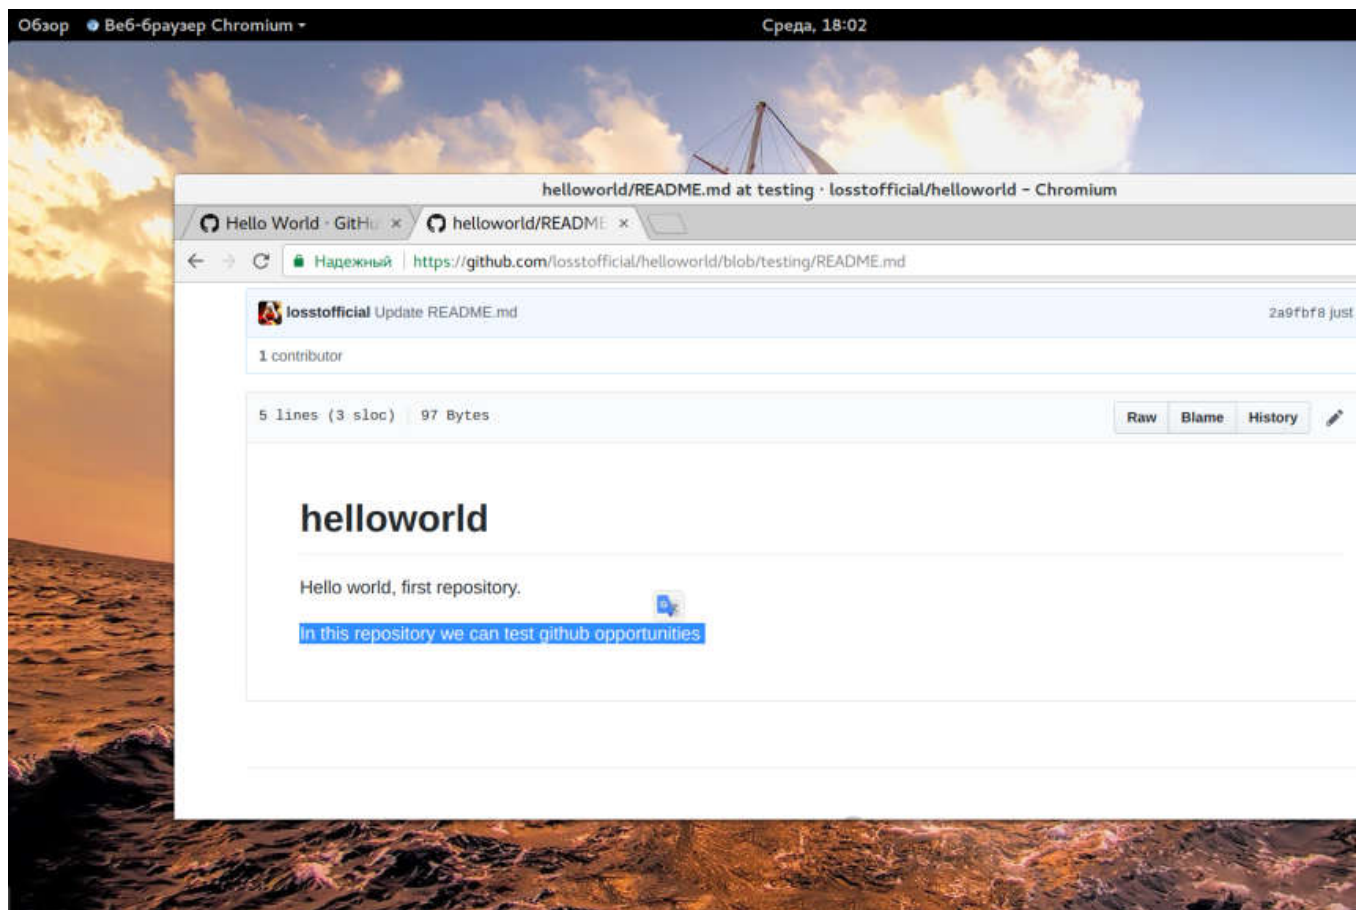 Обзор Веб-браузер Chromium Среда, 18:02
helloworld/README.md at testing · losstofficial/helloworld – Chromium
Hello World · GitHu × helloworld/README ×
Надежный https://github.com/losstofficial/helloworld/blob/testing/README.md
losstofficial Update README.md 2a9fbf8 just
1 contributor
5 lines (3 sloc) 97 Bytes Raw Blame History
helloworld
Hello world, first repository.
In this repository we can test github opportunities